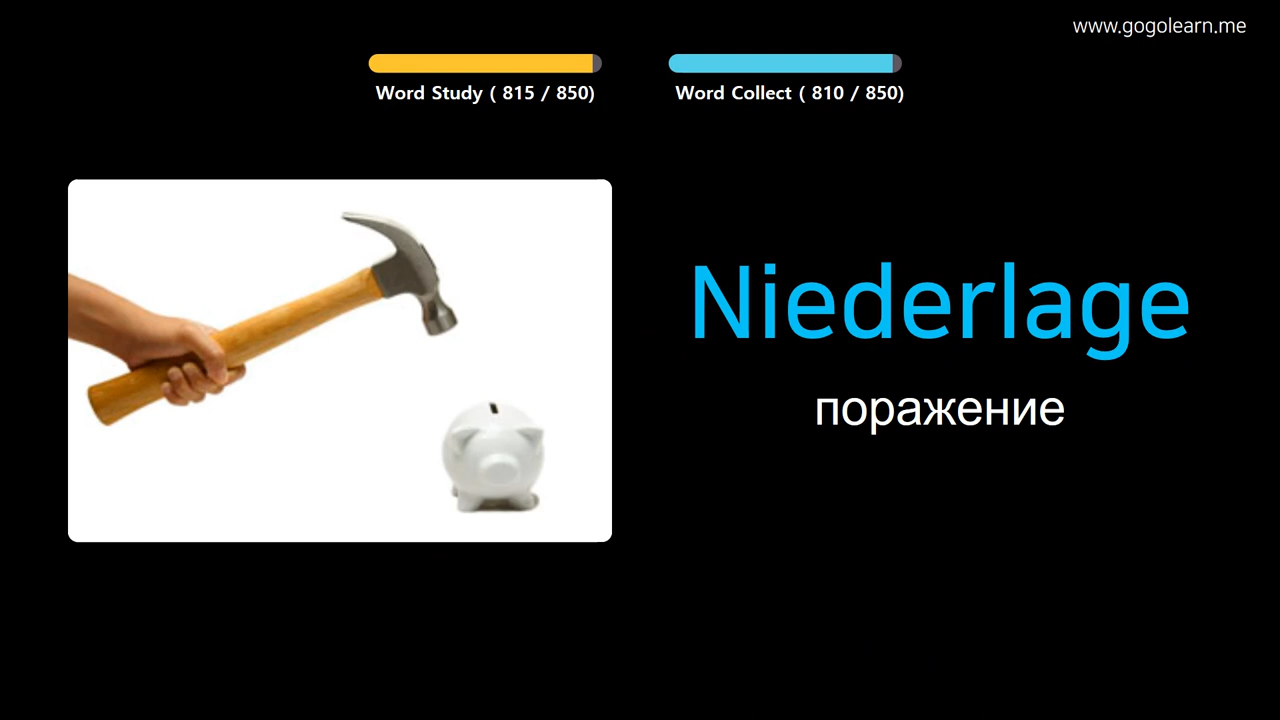 www.gogolearn.me
Word Study ( 815 / 850)
Word Collect ( 810 / 850)
Niederlage
поражение